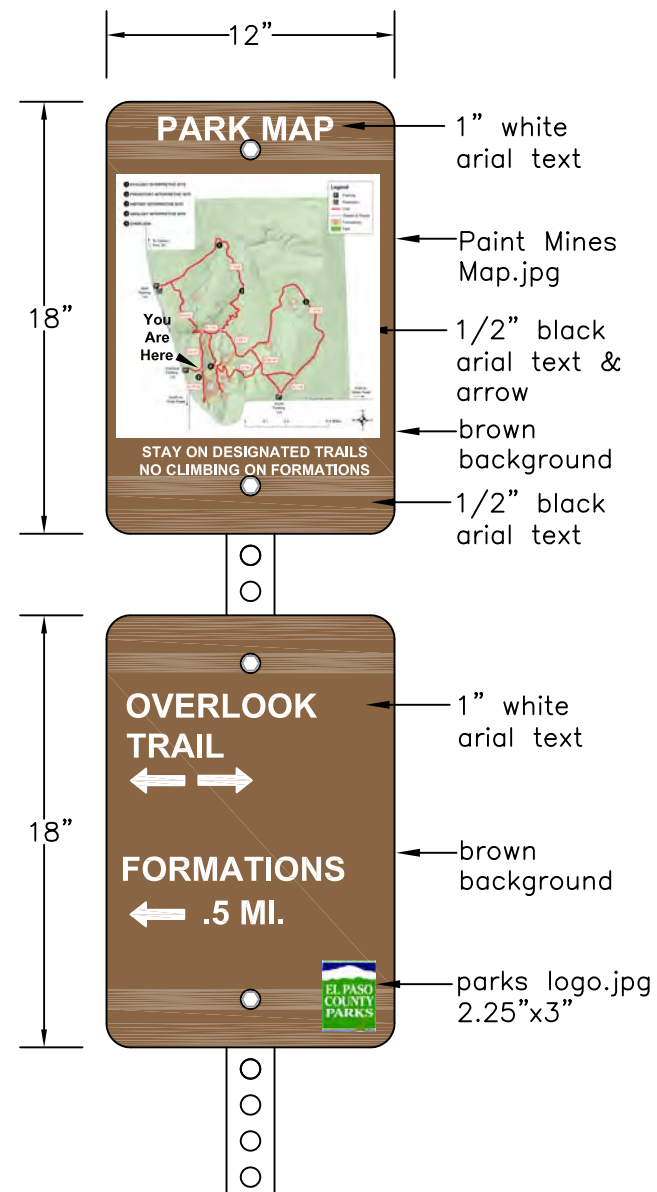 12”
PARK MAP
1” white
arial text
Legend
Paint Mines
Map.jpg
18”
You
Are
Here
1/2” black
arial text &
arrow
brown
background
STAY ON DESIGNATED TRAILS
NO CLIMBING ON FORMATIONS
1/2” black
arial text
OVERLOOK
TRAIL
1” white
arial text
18”
FORMATIONS
.5 MI.
brown
background
EL PASO
COUNTY
PARKS
parks logo.jpg
2.25”x3”